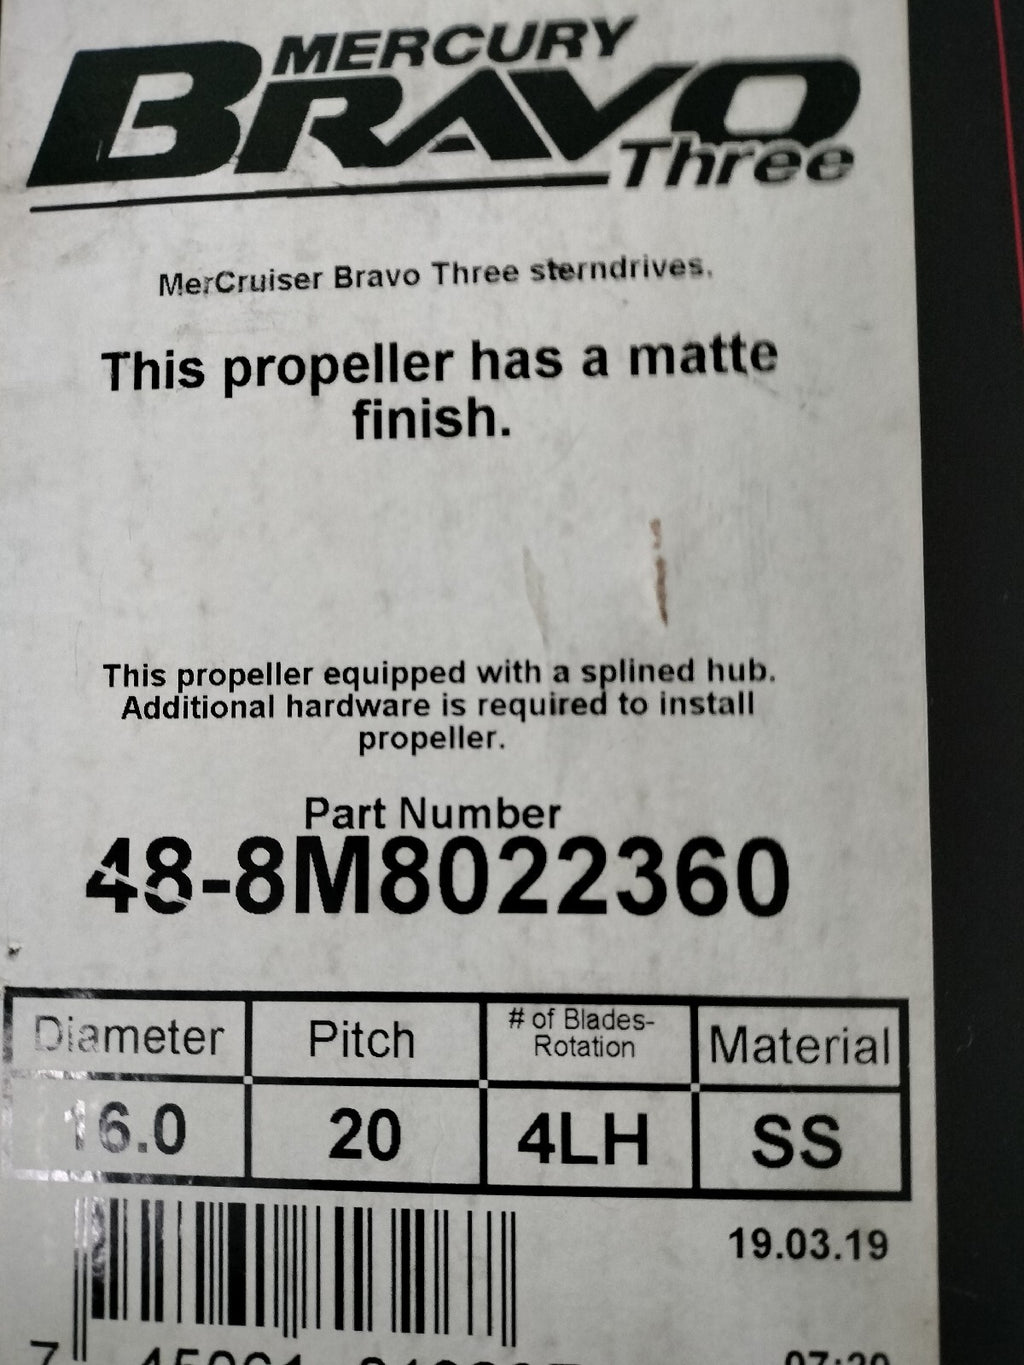 MERCURY
BRAVO
Three
MerCruiser Bravo Three sterndrives.
This propeller has a matte
finish.
This propeller equipped with a splined hub.
Additional hardware is required to install
propeller.
Part Number
48-8M8022360
Diameter Pitch # of Blades-Rotation Material
16.0 20 4LH SS
19.03.19